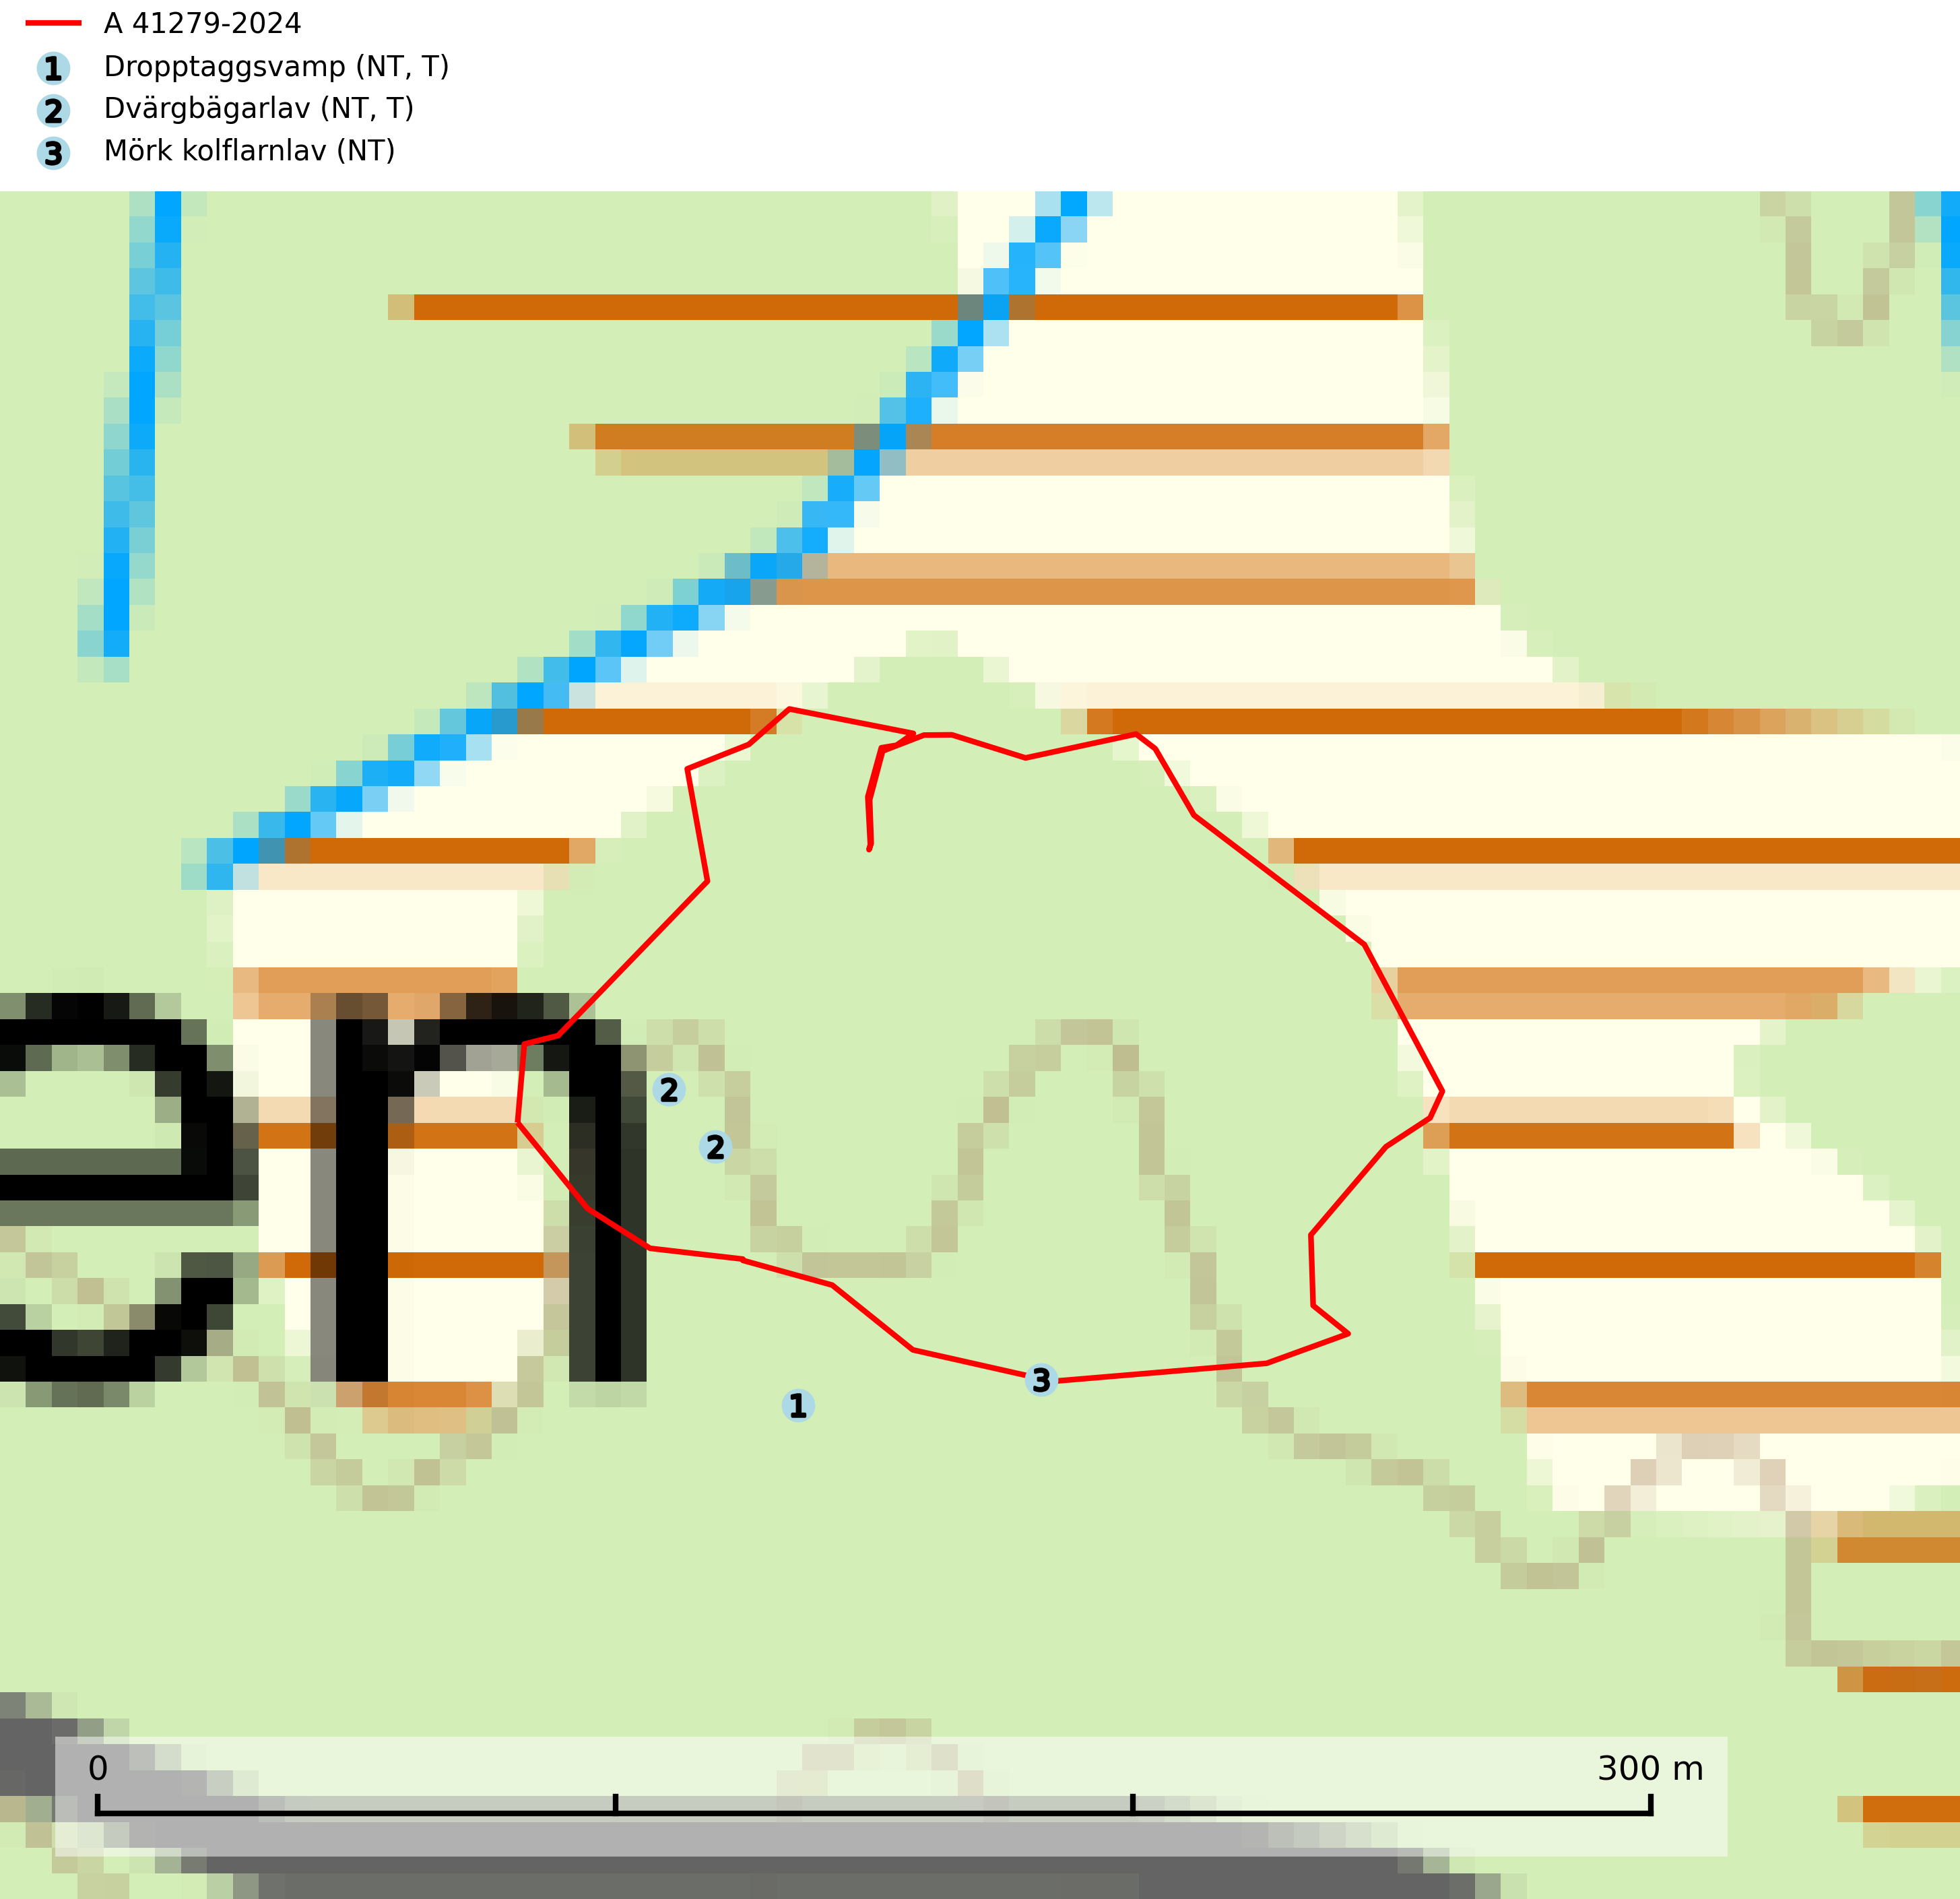 A 41279-2024
1 Dropptaggsvamp (NT, T)
2 Dvärgbägarlav (NT, T)
3 Mörk kolflarnlav (NT)
2
2
3
1
0 300 m